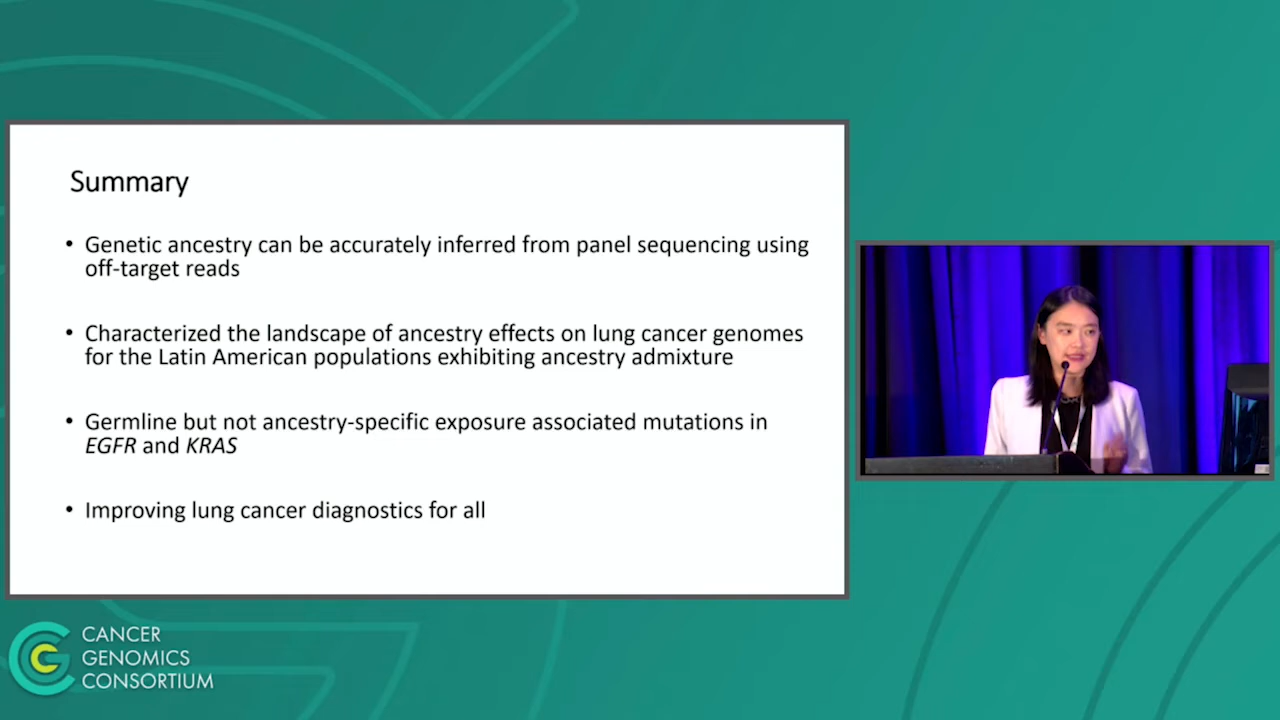 Summary
• Genetic ancestry can be accurately inferred from panel sequencing using
off-target reads
• Characterized the landscape of ancestry effects on lung cancer genomes
for the Latin American populations exhibiting ancestry admixture
• Germline but not ancestry-specific exposure associated mutations in
EGFR and KRAS
• Improving lung cancer diagnostics for all
CANCER
GENOMICS
CONSORTIUM